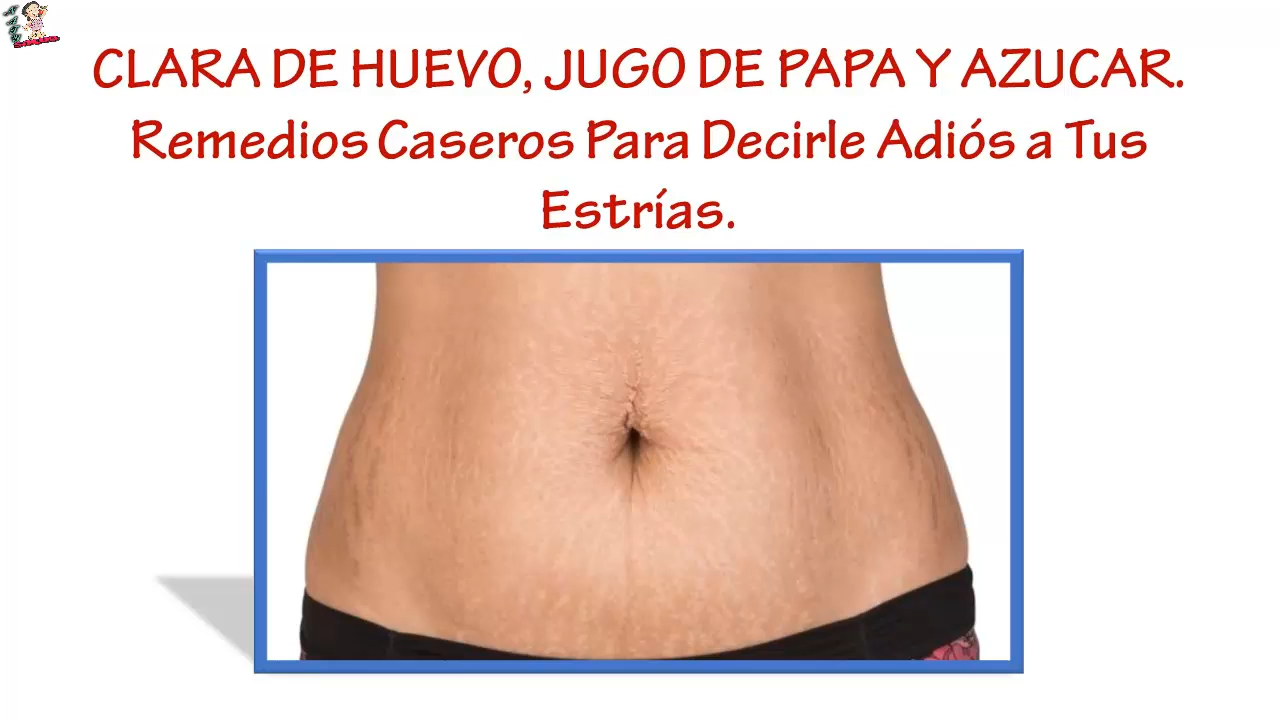 CLARA DE HUEVO, JUGO DE PAPA Y AZUCAR.
Remedios Caseros Para Decirle Adiós a Tus
Estrías.